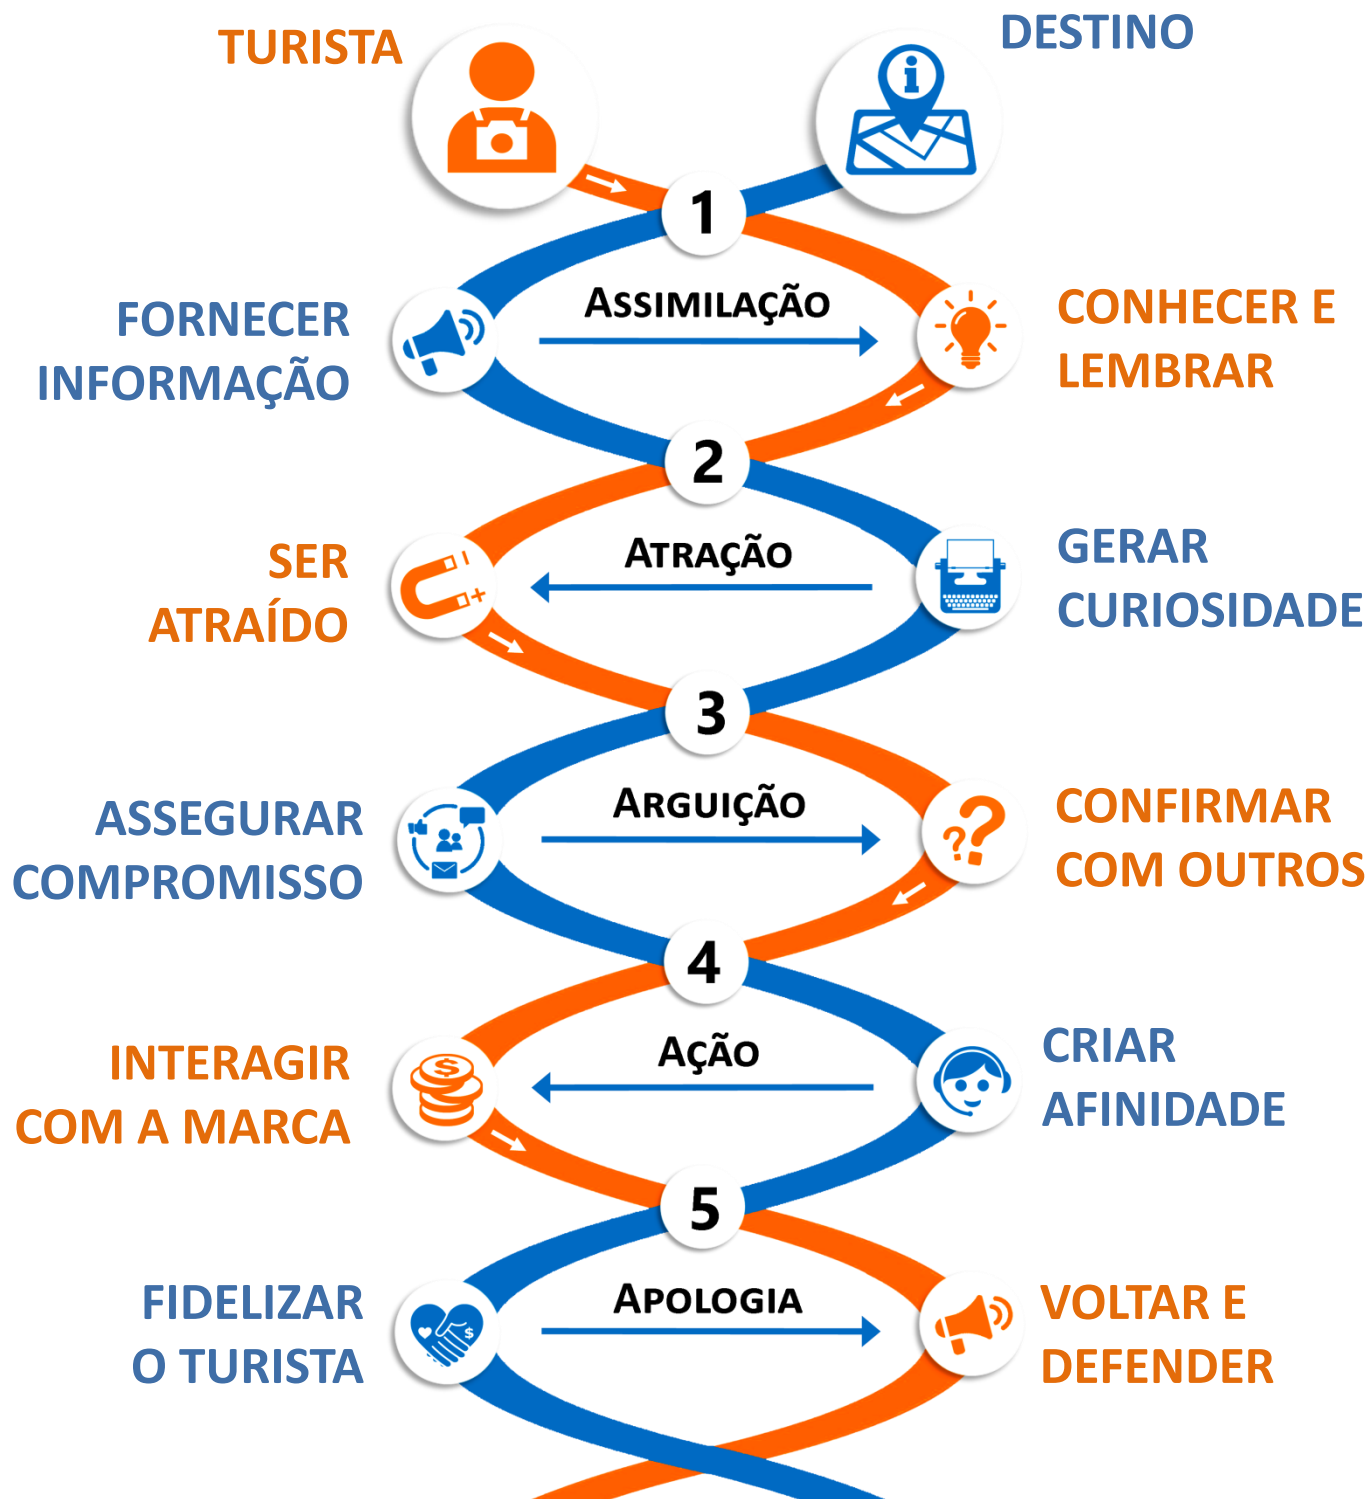 TURISTA
DESTINO
i
1
ASSIMILAÇÃO
FORNECER
INFORMAÇÃO
CONHECER E
LEMBRAR
2
ATRAÇÃO
SER
ATRAÍDO
GERAR
CURIOSIDADE
3
ARGUIÇÃO
ASSEGURAR
COMPROMISSO
CONFIRMAR
COM OUTROS
??
4
AÇÃO
INTERAGIR
COM A MARCA
$
CRIAR
AFINIDADE
5
APOLOGIA
FIDELIZAR
O TURISTA
$
VOLTAR E
DEFENDER